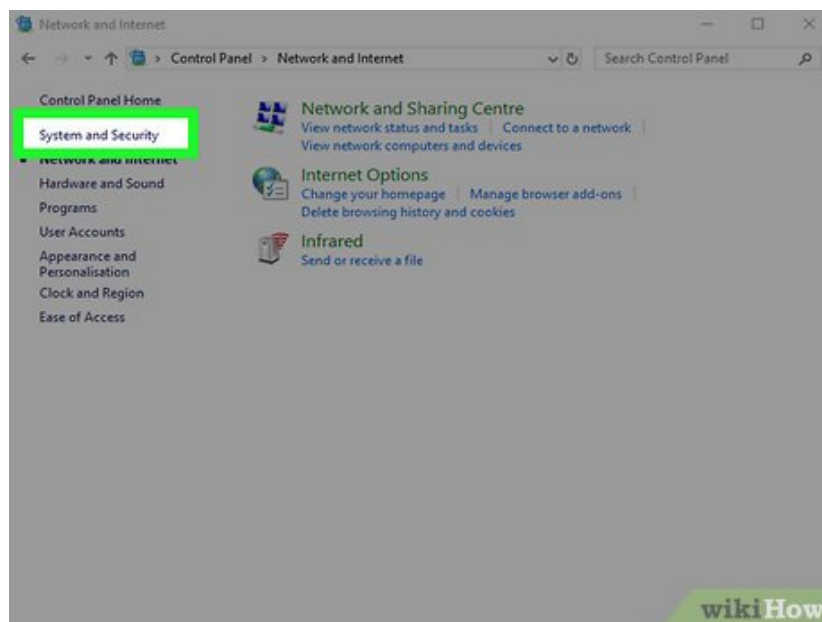 Network and Internet
Control Panel > Network and Internet
Search Control Panel
Control Panel Home
System and Security
Network and Internet
Hardware and Sound
Programs
User Accounts
Appearance and
Personalisation
Clock and Region
Ease of Access
Network and Sharing Centre
View network status and tasks | Connect to a network |
View network computers and devices
Internet Options
Change your homepage | Manage browser add-ons |
Delete browsing history and cookies
Infrared
Send or receive a file
wikiHow